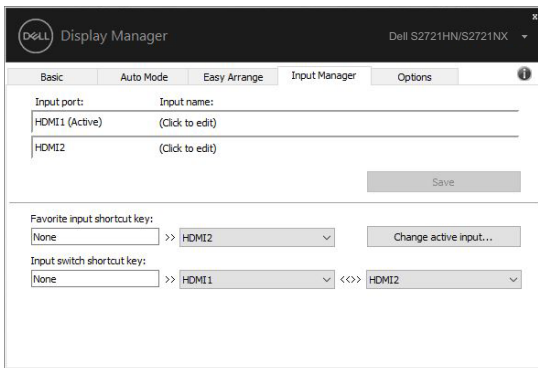 x
DELL Display Manager Dell S2721HN/S2721NX
Basic Auto Mode Easy Arrange Input Manager Options i
Input port: Input name:
HDMI1 (Active) (Click to edit)
HDMI2 (Click to edit)
Save
Favorite input shortcut key:
None >> HDMI2 Change active input...
Input switch shortcut key:
None >> HDMI1 <<>> HDMI2